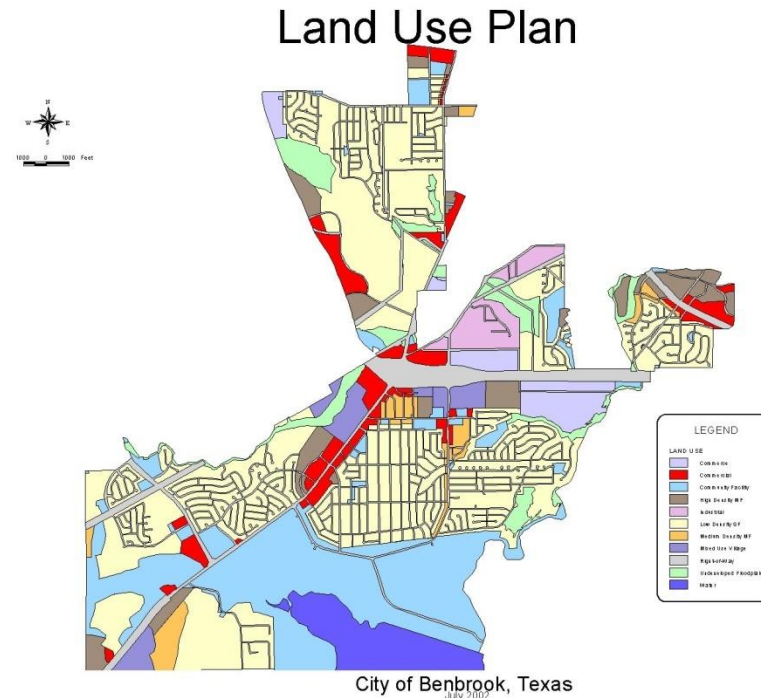 Land Use Plan
N
W E
S
1000 0 1000 Feet
LEGEND
LAND USE
Commerce
Commercial
Community Facility
High Density MF
Industrial
Low Density SF
Medium Density MF
Mixed Use Village
Right-of-Way
Undeveloped Floodplain
Water
City of Benbrook, Texas
July 2002